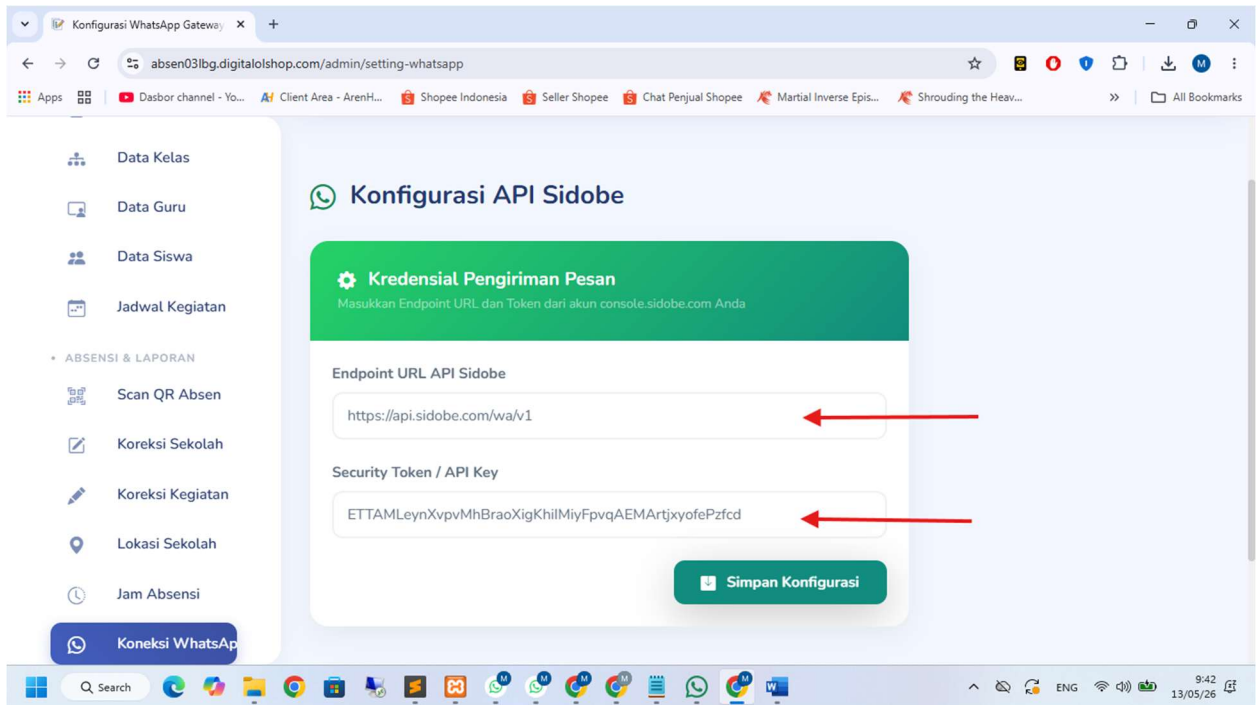 Konfigurasi WhatsApp Gateway
absen03lbg.digitalolshop.com/admin/setting-whatsapp
M
Apps
Dasbor channel - Yo...
Client Area - ArenH...
Shopee Indonesia
Seller Shopee
Chat Penjual Shopee
Martial Inverse Epis...
Shrouding the Heav...
All Bookmarks
Data Kelas
Data Guru
Data Siswa
Jadwal Kegiatan
ABSENSI & LAPORAN
Scan QR Absen
Koreksi Sekolah
Koreksi Kegiatan
Lokasi Sekolah
Jam Absensi
Koneksi WhatsAp
Konfigurasi API Sidobe
Kredensial Pengiriman Pesan
Masukkan Endpoint URL dan Token dari akun console.sidobe.com Anda
Endpoint URL API Sidobe
https://api.sidobe.com/wa/v1
Security Token / API Key
ETTAMLeynXvpvMhBraoXigKhilMiyFpvqAEMArtjxyofePzfcd
Simpan Konfigurasi
Search
ENG
9:42
13/05/26